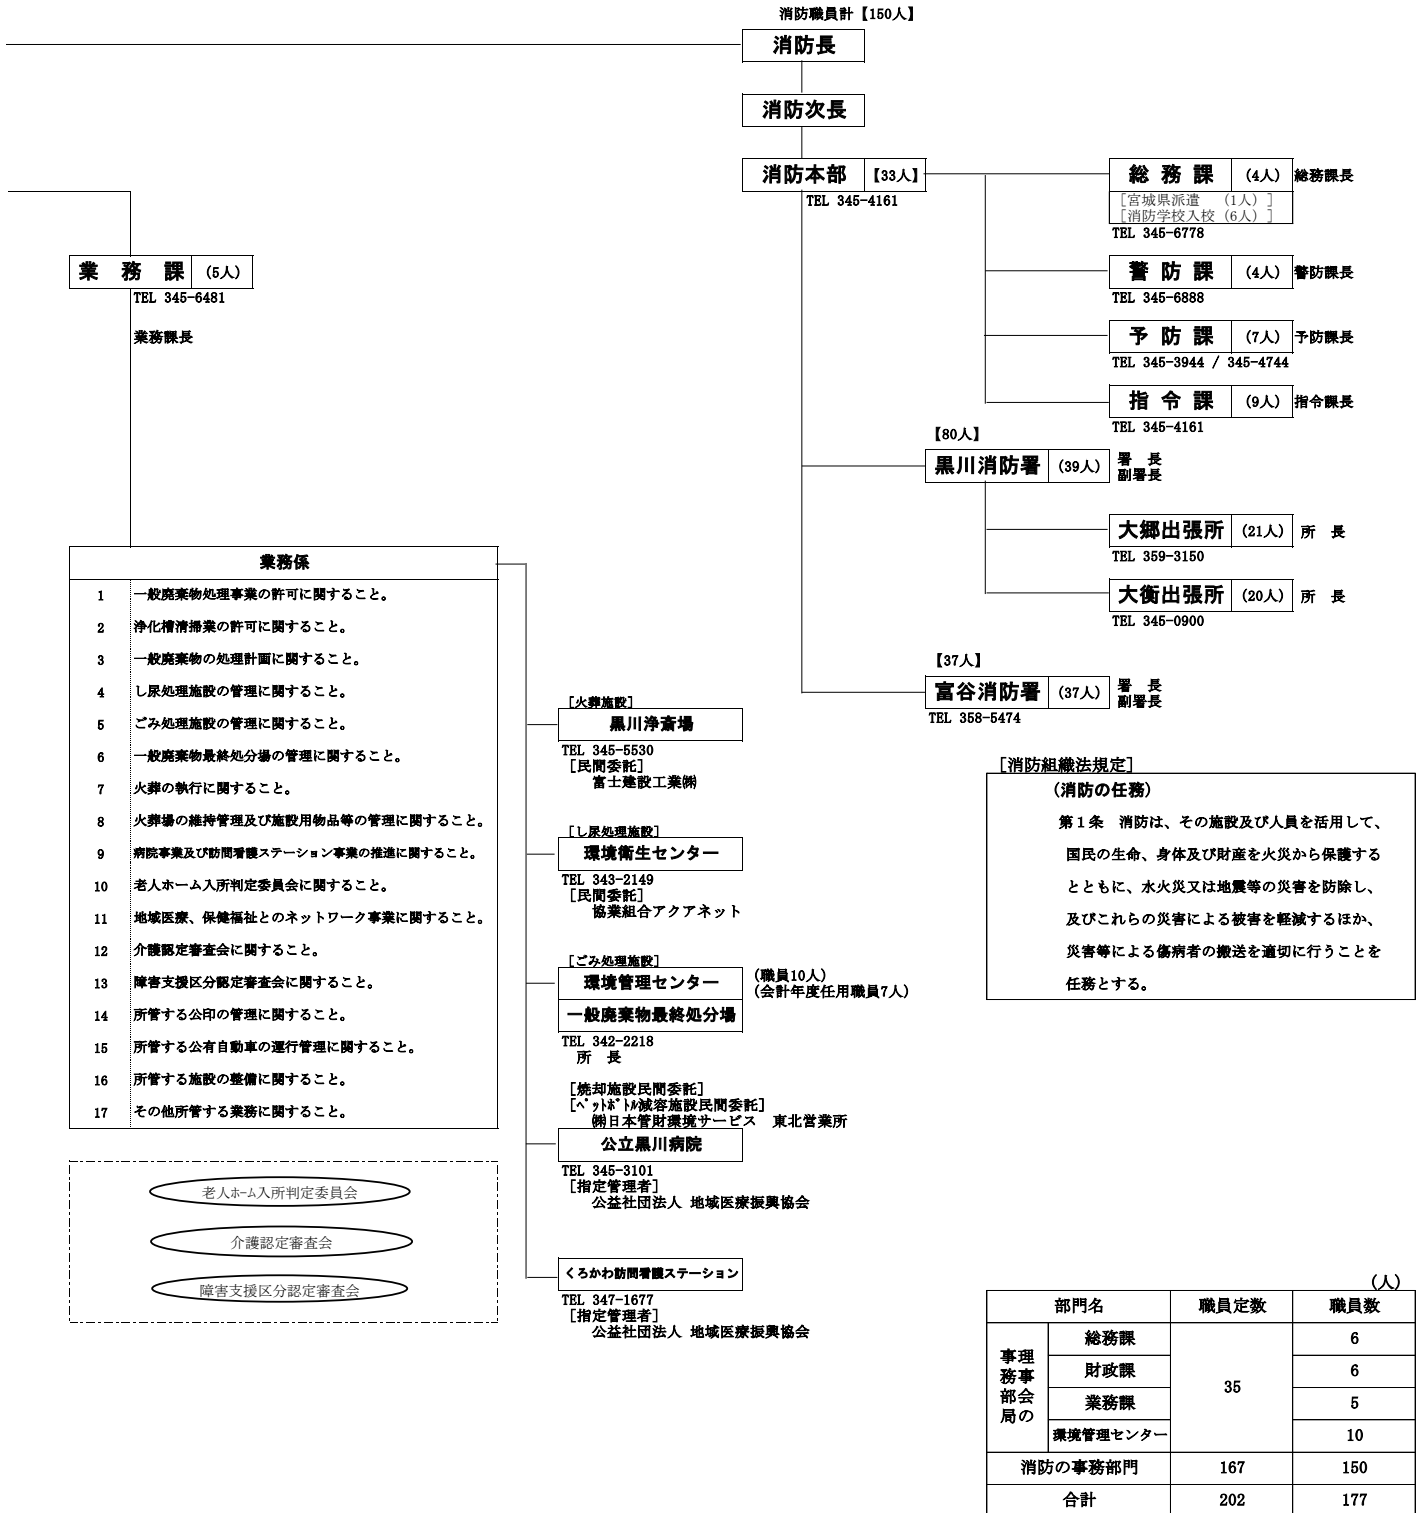 消防職員計【150人】
消防長
消防次長
消防本部 【33人】
TEL 345-4161
総務課 (4人) 総務課長
[宮城県派遣 (1人)]
[消防学校入校 (6人)]
TEL 345-6778
警防課 (4人) 警防課長
TEL 345-6888
予防課 (7人) 予防課長
TEL 345-3944 / 345-4744
指令課 (9人) 指令課長
TEL 345-4161
【80人】
黒川消防署 (39人) 署 長
副署長
大郷出張所 (21人) 所 長
TEL 359-3150
大衡出張所 (20人) 所 長
TEL 345-0900
【37人】
富谷消防署 (37人) 署 長
副署長
TEL 358-5474
業 務 課 (5人)
TEL 345-6481
業務課長
業務係
1 一般廃棄物処理事業の許可に関すること。
2 浄化槽清掃業の許可に関すること。
3 一般廃棄物の処理計画に関すること。
4 し尿処理施設の管理に関すること。
5 ごみ処理施設の管理に関すること。
6 一般廃棄物最終処分場の管理に関すること。
7 火葬の執行に関すること。
8 火葬場の維持管理及び施設用物品等の管理に関すること。
9 病院事業及び訪問看護ステーション事業の推進に関すること。
10 老人ホーム入所判定委員会に関すること。
11 地域医療、保健福祉とのネットワーク事業に関すること。
12 介護認定審査会に関すること。
13 障害支援区分認定審査会に関すること。
14 所管する公印の管理に関すること。
15 所管する公有自動車の運行管理に関すること。
16 所管する施設の整備に関すること。
17 その他所管する業務に関すること。
老人ホーム入所判定委員会
介護認定審査会
障害支援区分認定審査会
[火葬施設]
黒川浄斎場
TEL 345-5530
[民間委託]
富士建設工業㈱
[し尿処理施設]
環境衛生センター
TEL 343-2149
[民間委託]
協業組合アクアネット
[ごみ処理施設]
環境管理センター (職員10人)
(会計年度任用職員7人)
一般廃棄物最終処分場
TEL 342-2218
所 長
[焼却施設民間委託]
[ペットボトル減容施設民間委託]
㈱日本管財環境サービス 東北営業所
公立黒川病院
TEL 345-3101
[指定管理者]
公益社団法人 地域医療振興協会
くろかわ訪問看護ステーション
TEL 347-1677
[指定管理者]
公益社団法人 地域医療振興協会
[消防組織法規定]
(消防の任務)
第1条 消防は、その施設及び人員を活用して、
国民の生命、身体及び財産を火災から保護する
とともに、水火災又は地震等の災害を防除し、
及びこれらの災害による被害を軽減するほか、
災害等による傷病者の搬送を適切に行うことを
任務とする。
(人)
部門名 職員定数 職員数
理事会の事務部局
総務課 35 6
財政課 6
業務課 5
環境管理センター 10
消防の事務部門 167 150
合計 202 177